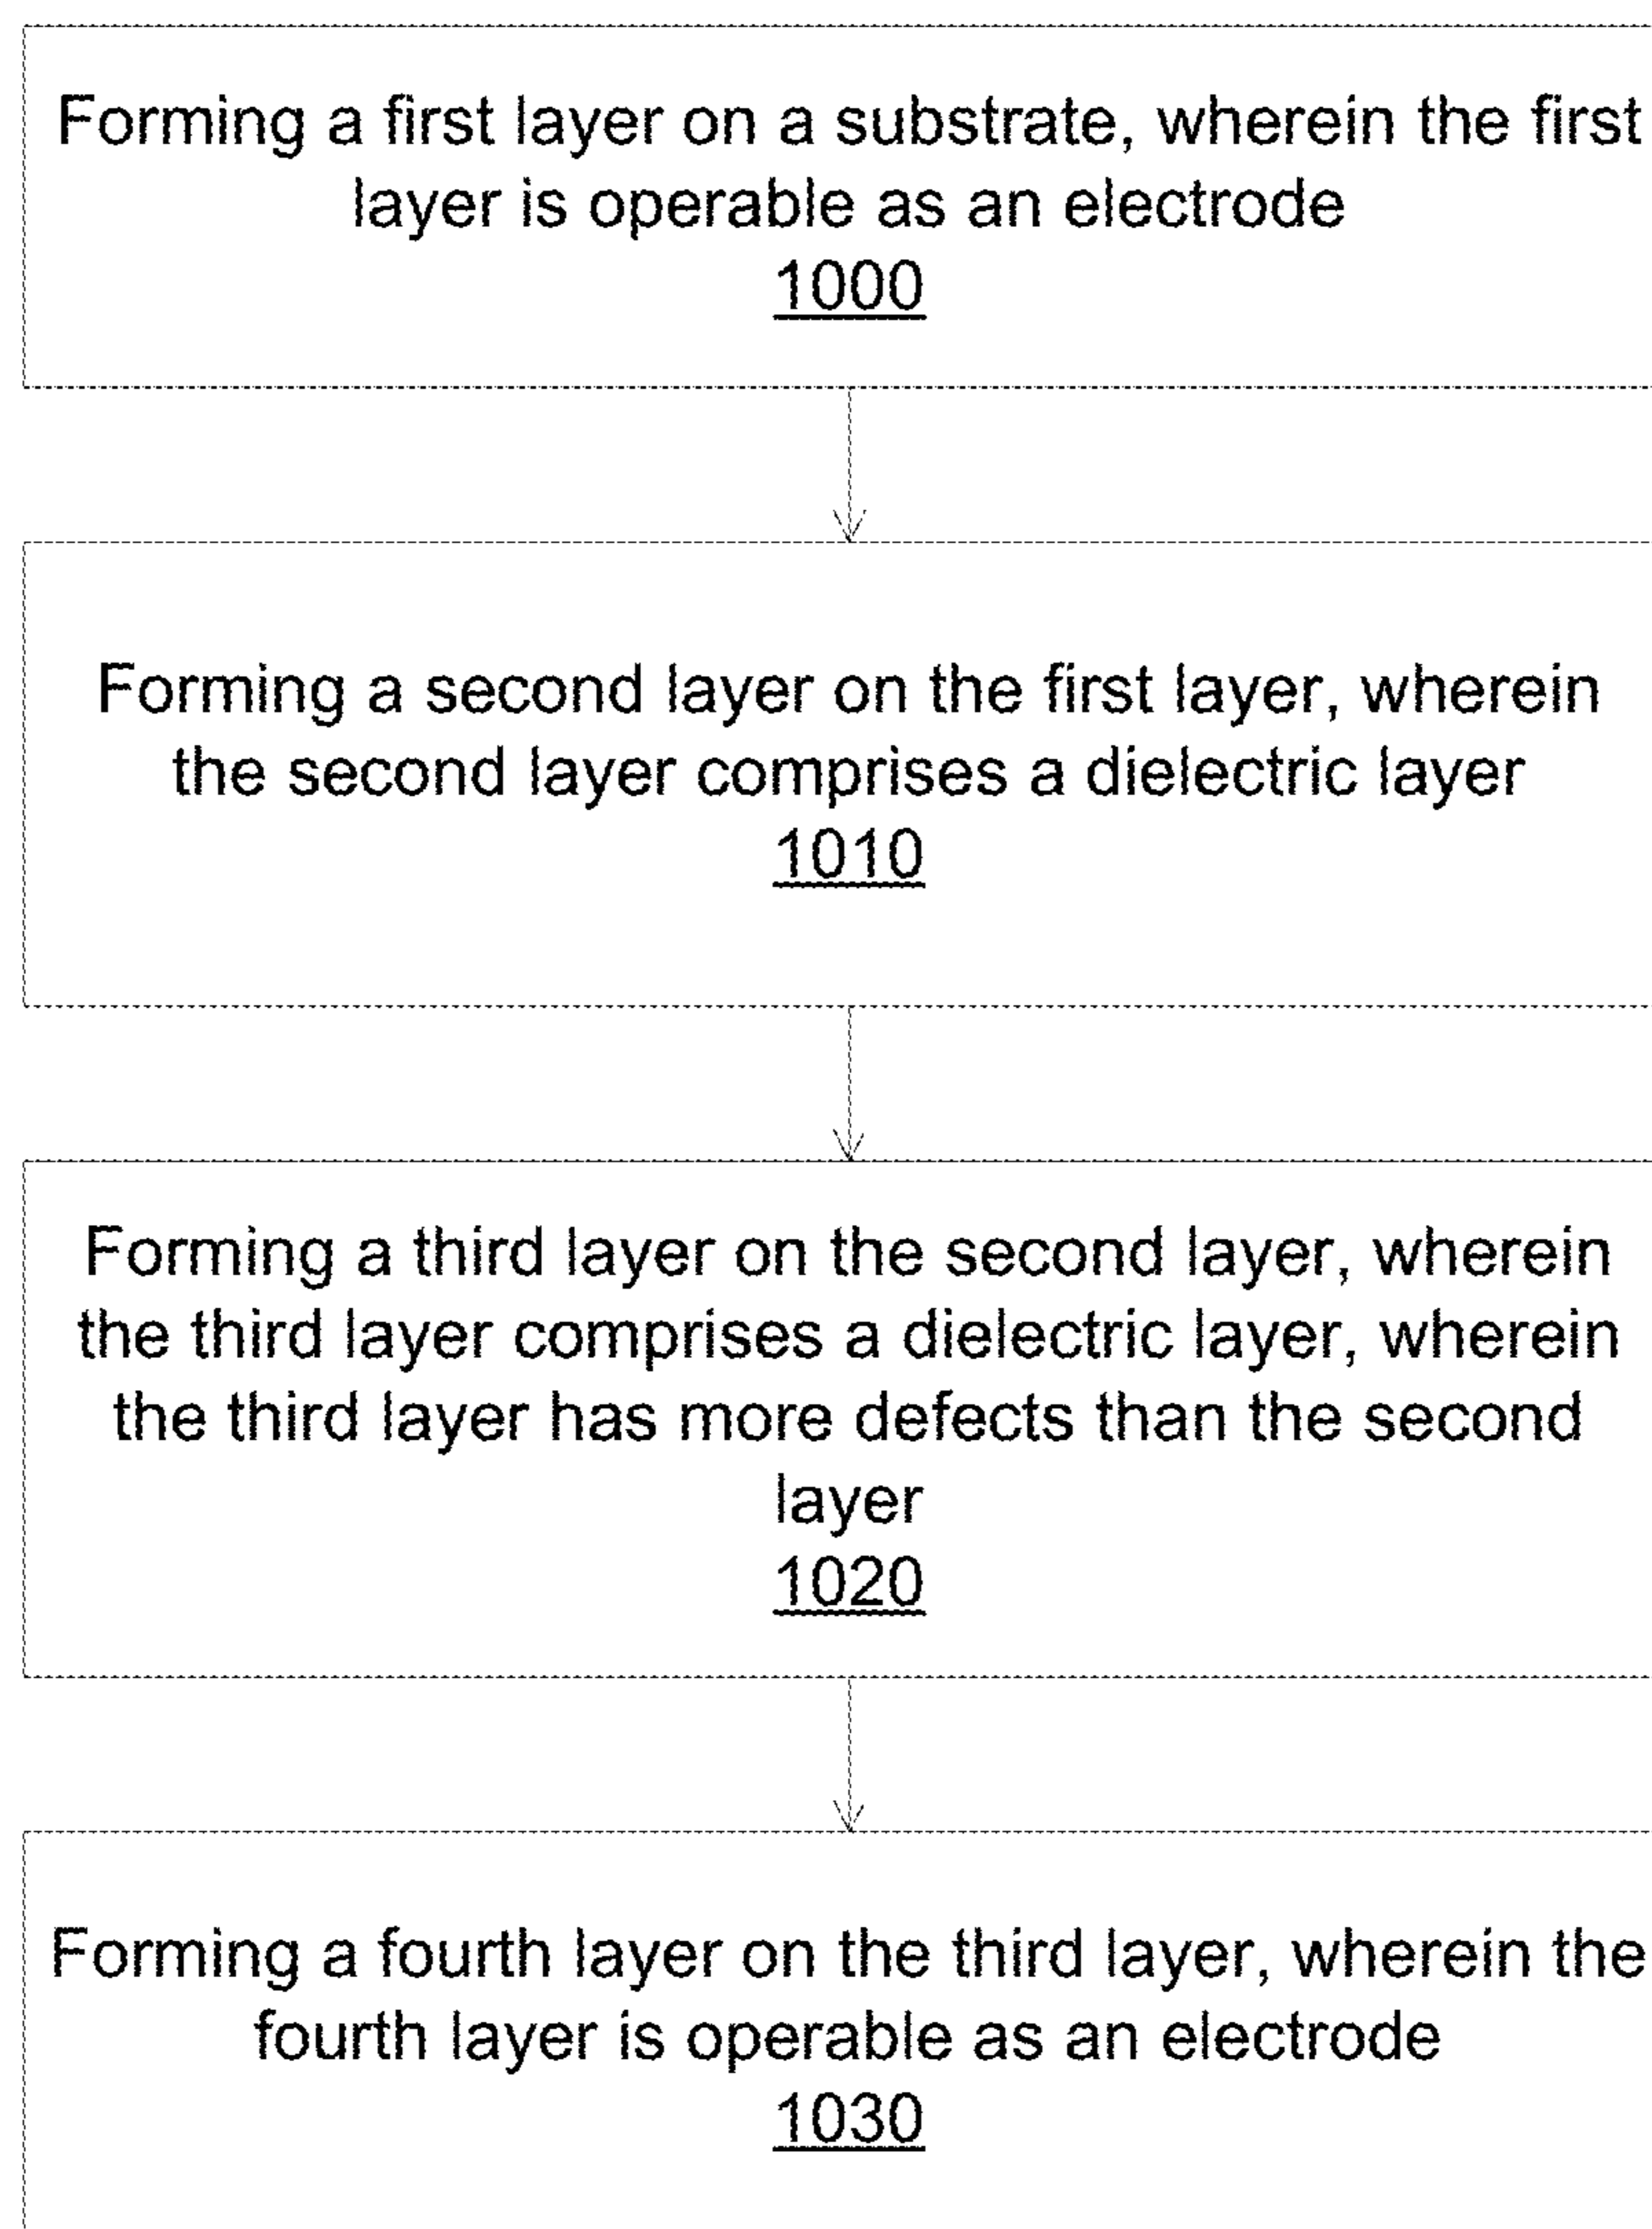 Forming a first layer on a substrate, wherein the first
layer is operable as an electrode
1000
Forming a second layer on the first layer, wherein
the second layer comprises a dielectric layer
1010
Forming a third layer on the second layer, wherein
the third layer comprises a dielectric layer, wherein
the third layer has more defects than the second
layer
1020
Forming a fourth layer on the third layer, wherein the
fourth layer is operable as an electrode
1030